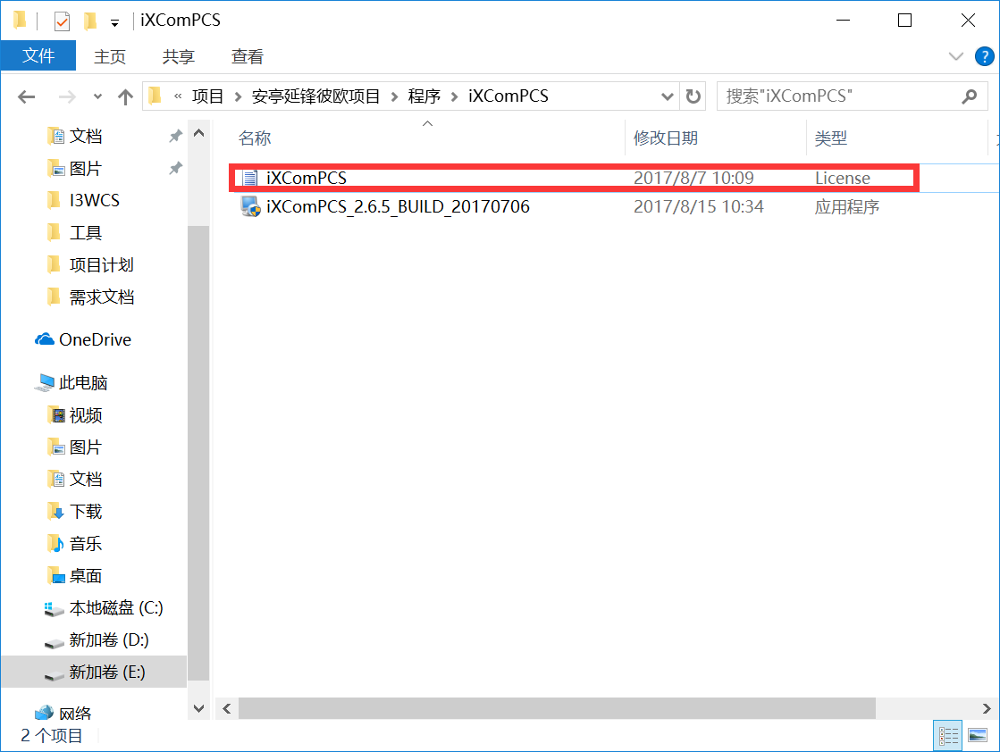 iXComPCS
文件 主页 共享 查看
« 项目 › 安亭延锋彼欧项目 › 程序 › iXComPCS
搜索"iXComPCS"
名称 修改日期 类型
iXComPCS 2017/8/7 10:09 License
iXComPCS_2.6.5_BUILD_20170706 2017/8/15 10:34 应用程序
文档
图片
I3WCS
工具
项目计划
需求文档
OneDrive
此电脑
视频
图片
文档
下载
音乐
桌面
本地磁盘 (C:)
新加卷 (D:)
新加卷 (E:)
网络
2 个项目